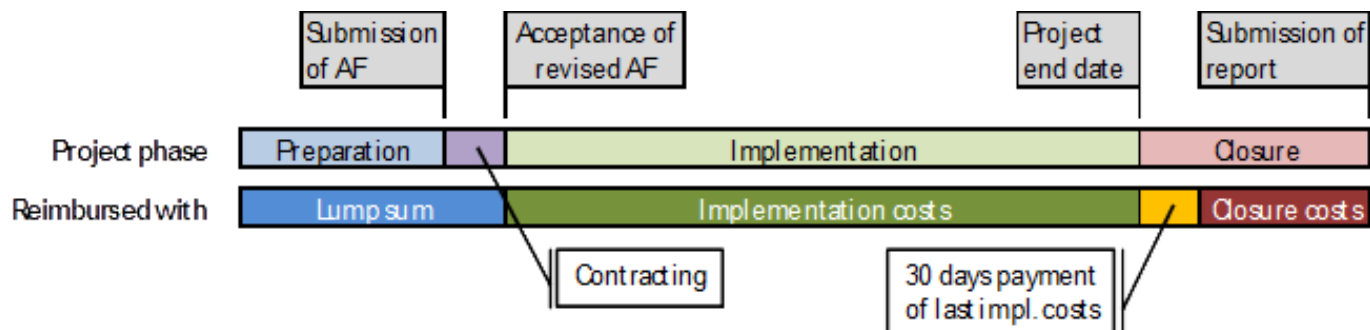 Submission
of AF
Acceptance of
revised AF
Project
end date
Submission of
report
Project phase
Preparation
Implementation
Closure
Reimbursed with
Lump sum
Implementation costs
Closure costs
Contracting
30 days payment
of last impl. costs